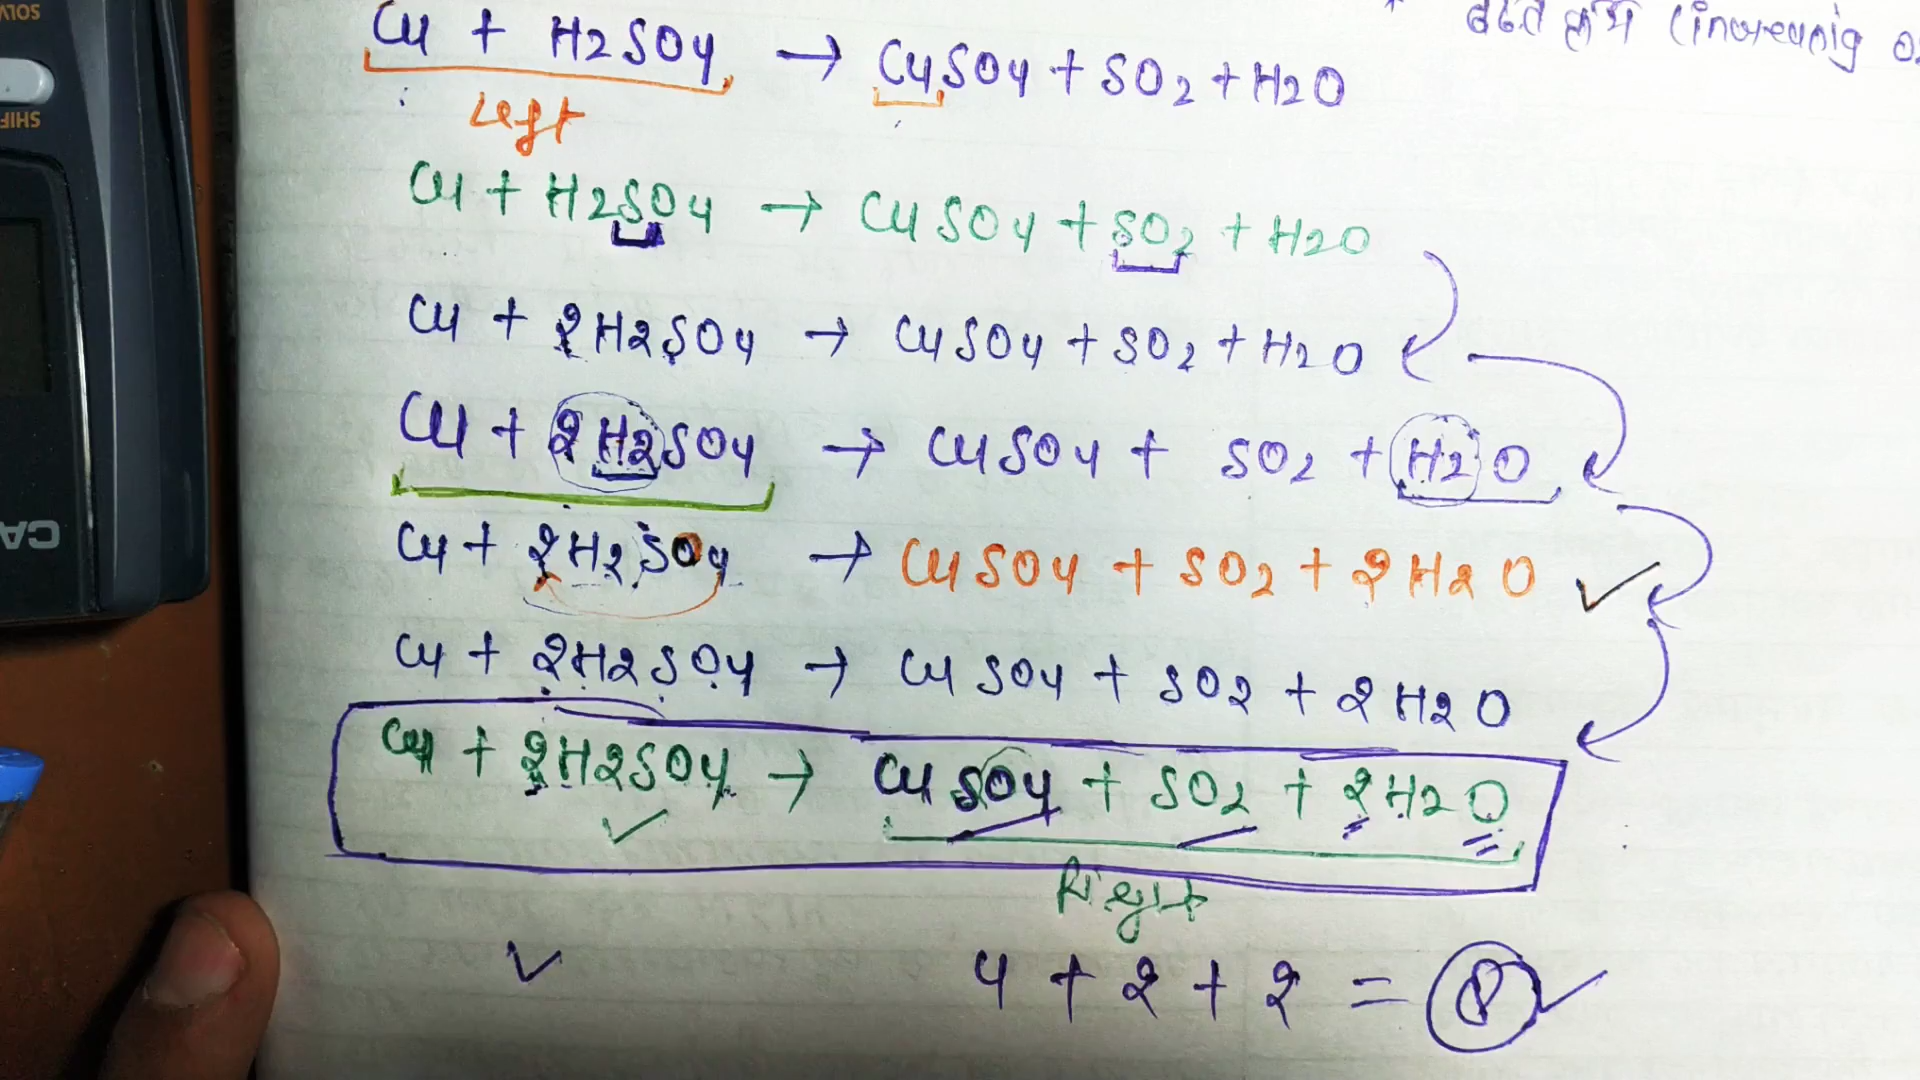 Cu + H2SO4 → CuSO4 + SO2 + H2O
Left
Cu + H2SO4 → CuSO4 + SO2 + H2O
Cu + 2H2SO4 → CuSO4 + SO2 + H2O
Cu + 2H2SO4 → CuSO4 + SO2 + H2O
Cu + 2H2SO4 → CuSO4 + SO2 + 2H2O
Cu + 2H2SO4 → CuSO4 + SO2 + 2H2O
Cu + 2H2SO4 → CuSO4 + SO2 + 2H2O
Right
4 + 2 + 2 = 8
SHIFT
CA